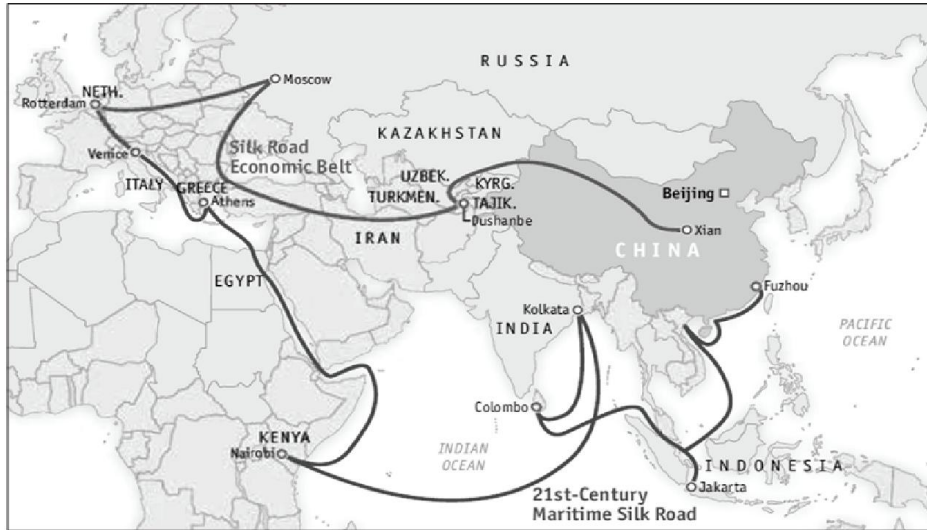 RUSSIA
Moscow
NETH.
Rotterdam
KAZAKHSTAN
Silk Road
Economic Belt
Venice
UZBEK.
KYRG.
ITALY
GREECE
TURKMEN.
TAJIK.
Beijing
Athens
Dushanbe
Xian
IRAN
CHINA
EGYPT
Fuzhou
Kolkata
INDIA
PACIFIC
OCEAN
Colombo
KENYA
Nairobi
INDIAN
OCEAN
INDONESIA
Jakarta
21st-Century
Maritime Silk Road